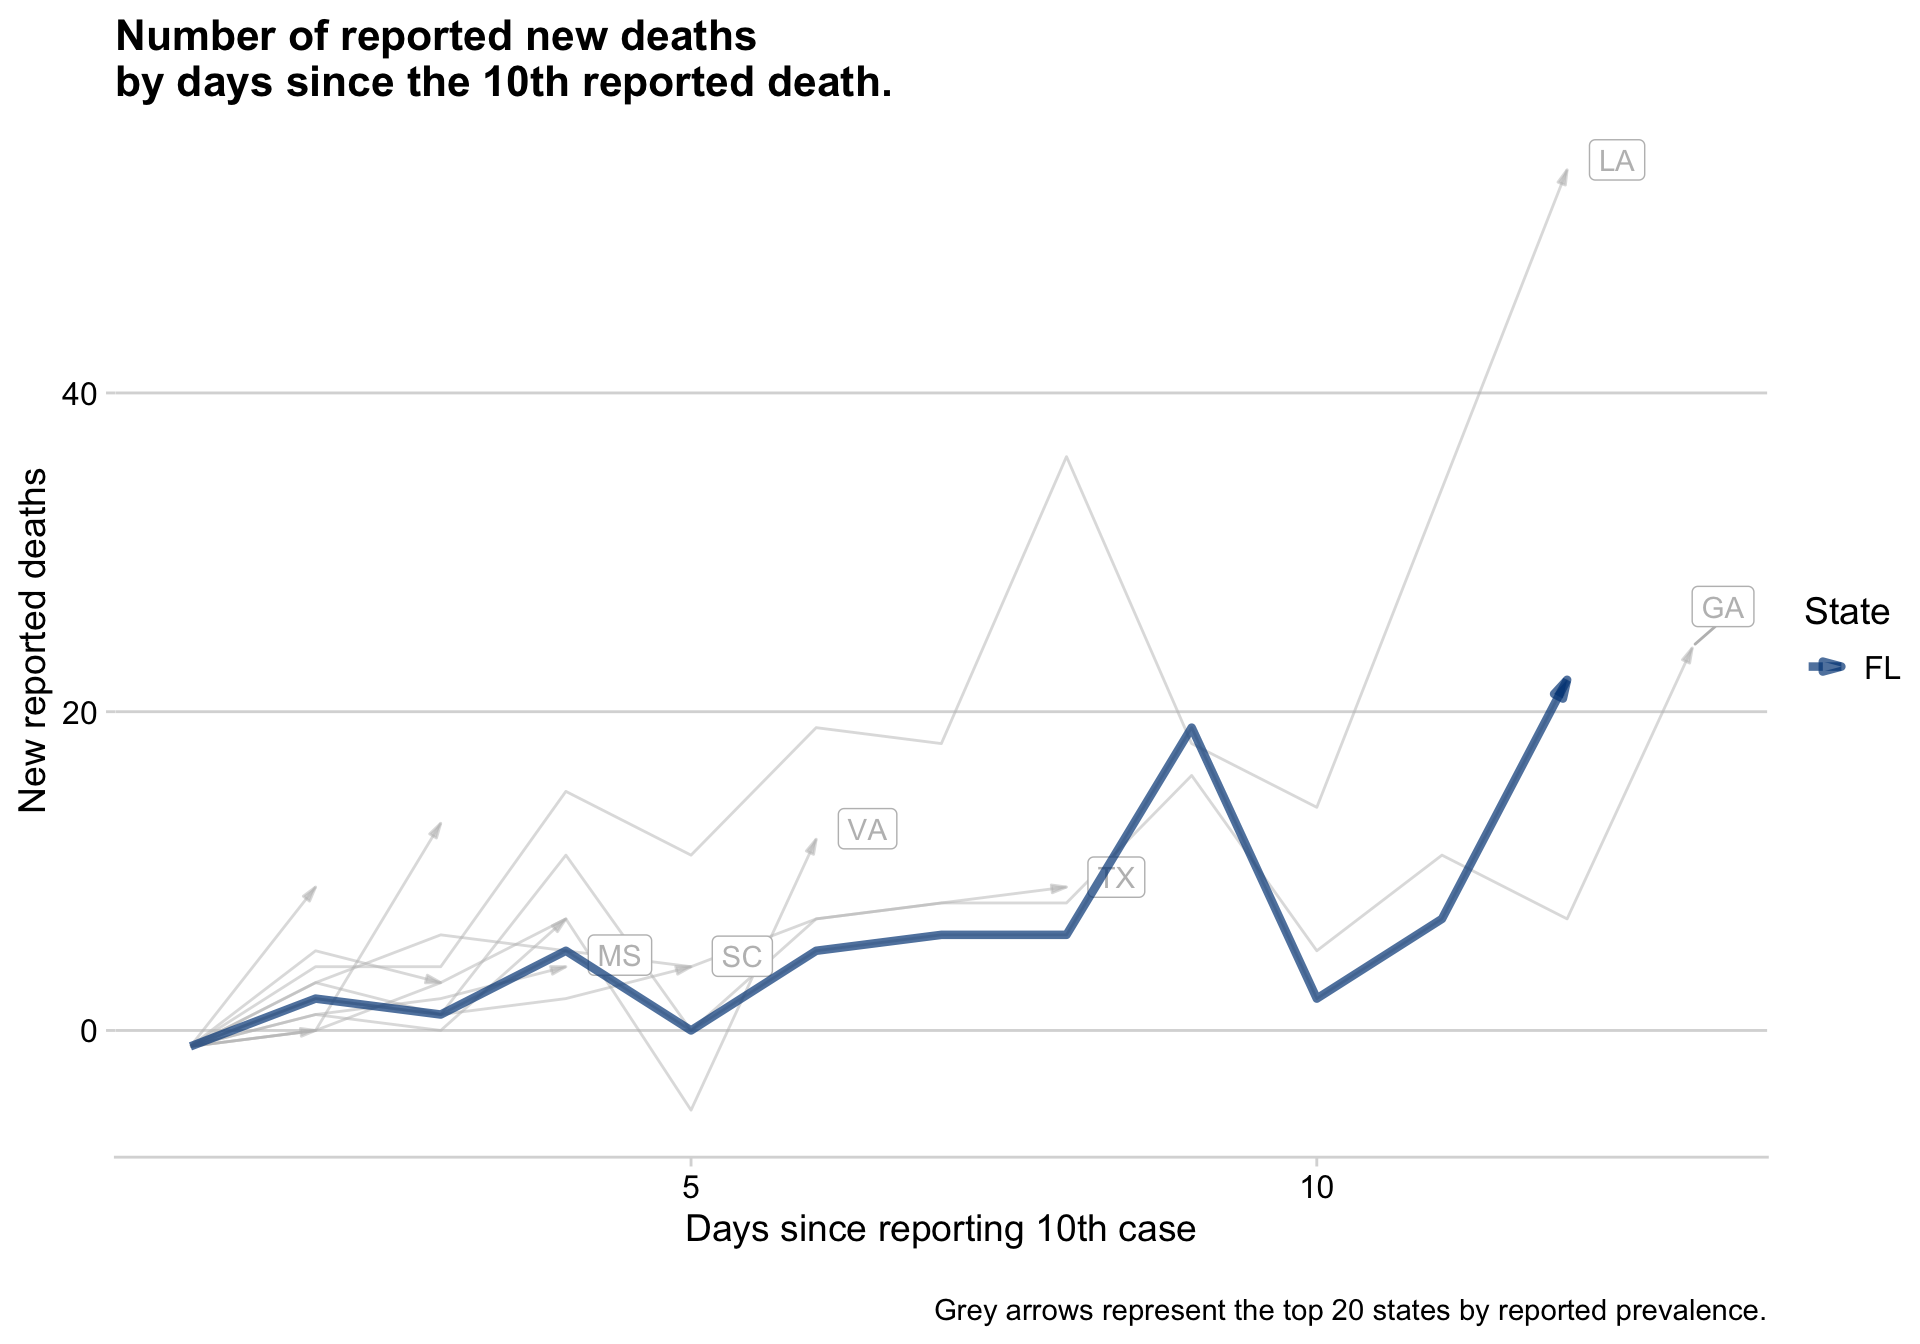 Number of reported new deaths
by days since the 10th reported death.
LA
40
GA
State
FL
20
VA
TX
MS
SC
0
New reported deaths
5
10
Days since reporting 10th case
Grey arrows represent the top 20 states by reported prevalence.